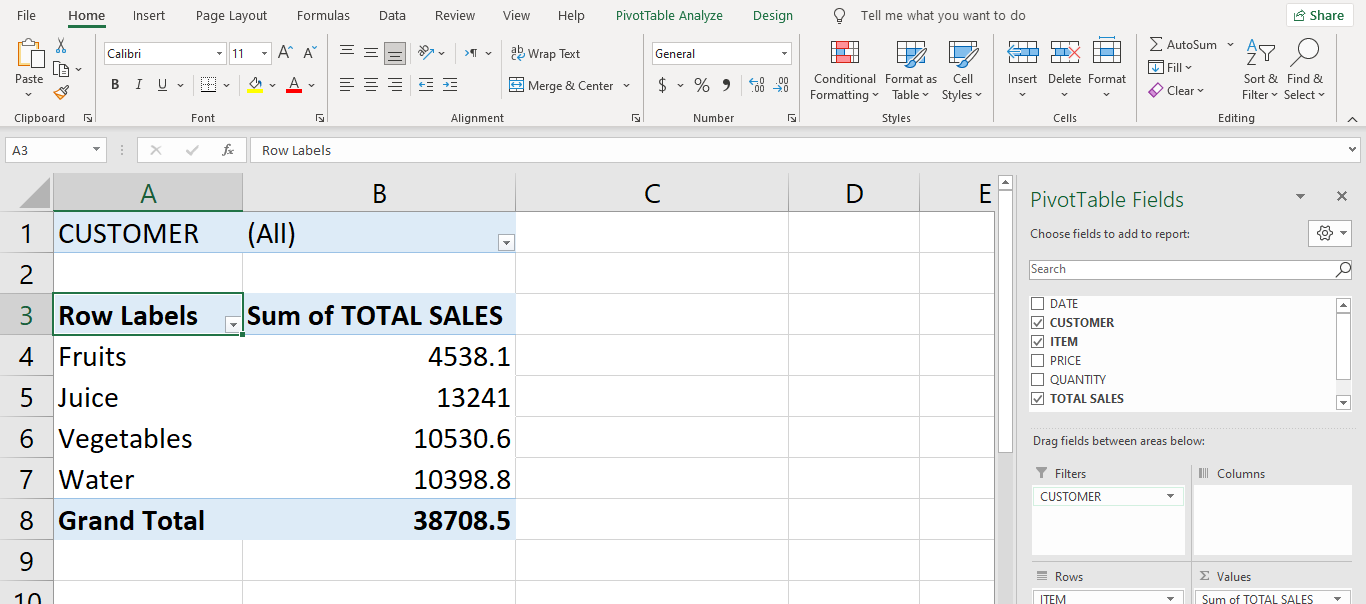 File Home Insert Page Layout Formulas Data Review View Help PivotTable Analyze Design Tell me what you want to do Share
Calibri 11 ab Wrap Text General AutoSum
Paste B I U Merge & Center $ % Conditional Formatting Format as Table Cell Styles Insert Delete Format Fill Sort & Filter Find & Select
Clear
Clipboard Font Alignment Number Styles Cells Editing
A3 fx Row Labels
A B C D E
1 CUSTOMER (All)
2
3 Row Labels Sum of TOTAL SALES
4 Fruits 4538.1
5 Juice 13241
6 Vegetables 10530.6
7 Water 10398.8
8 Grand Total 38708.5
9
10
PivotTable Fields
Choose fields to add to report:
Search
DATE
CUSTOMER
ITEM
PRICE
QUANTITY
TOTAL SALES
Drag fields between areas below:
Filters Columns
CUSTOMER
Rows Σ Values
ITEM Sum of TOTAL SALES